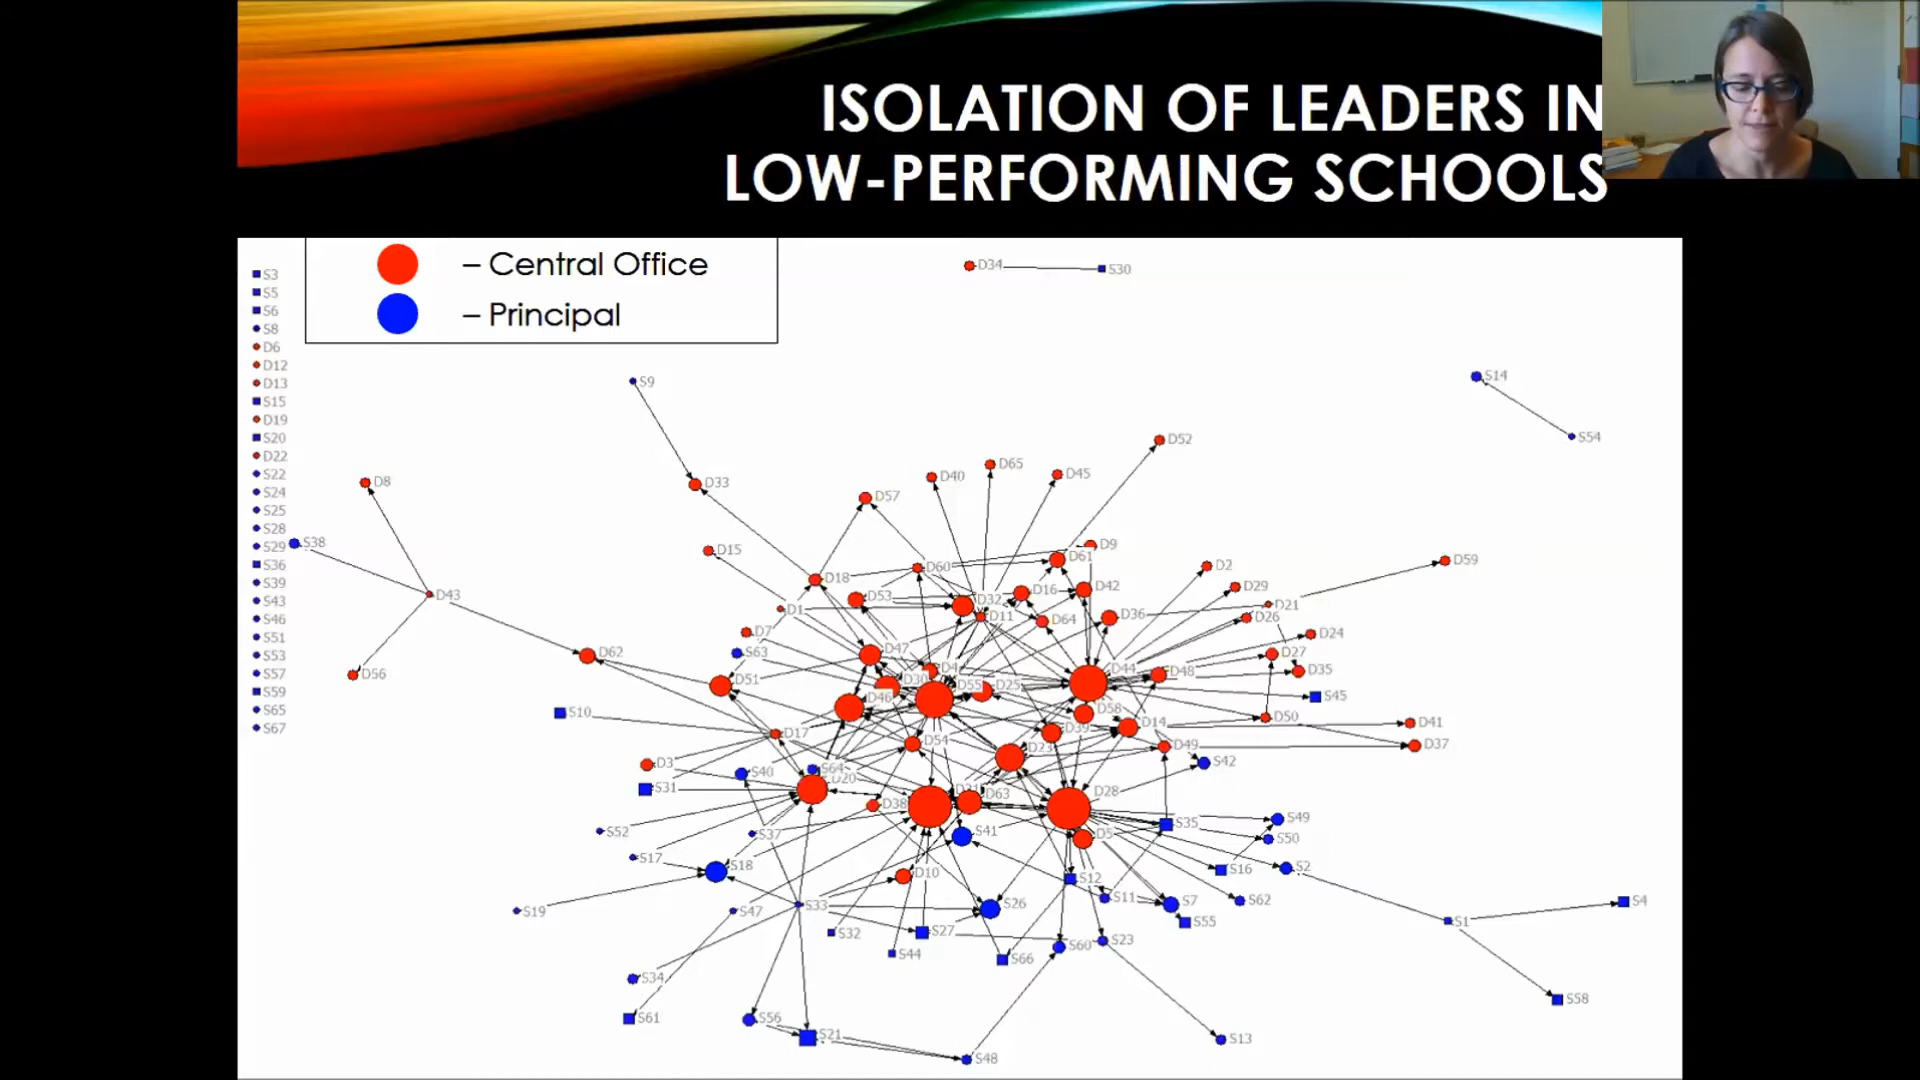 ISOLATION OF LEADERS IN
LOW-PERFORMING SCHOOLS
– Central Office
– Principal
S3
S5
S6
S8
D6
D12
D13
S15
D19
S20
D22
S22
S24
S25
S28
S29
S36
S39
S43
S46
S51
S53
S57
S59
S65
S67
D34
S30
S9
S14
S54
D52
D8
D33
D57
D40
D65
D45
S38
D15
D9
D61
D2
D59
D43
D18
D60
D16
D42
D29
D1
D53
D32
D11
D64
D36
D21
D26
D7
S63
D24
D62
D47
D4
D44
D48
D27
D35
D56
D51
D30
D55
D25
S45
S10
D46
D58
D14
D50
D41
D17
D54
D39
D23
D49
D37
D3
S40
S64
D20
S42
S31
D38
D31
D63
D28
S52
S37
S41
D5
S35
S49
S50
S17
S18
D10
S12
S16
S2
S19
S47
S33
S26
S11
S7
S62
S4
S32
S27
S55
S1
S44
S66
S60
S23
S34
S61
S56
S21
S48
S13
S58